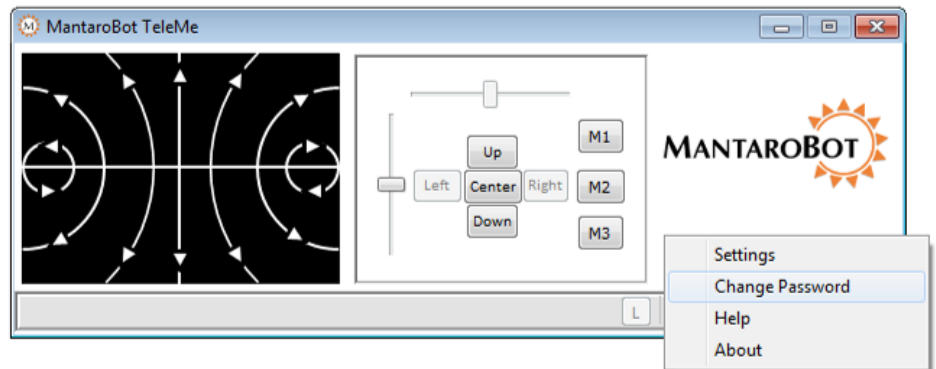 M MantaroBot TeleMe
Up
M1
Left Center Right
M2
Down
M3
MANTAROBOT
L
Settings
Change Password
Help
About